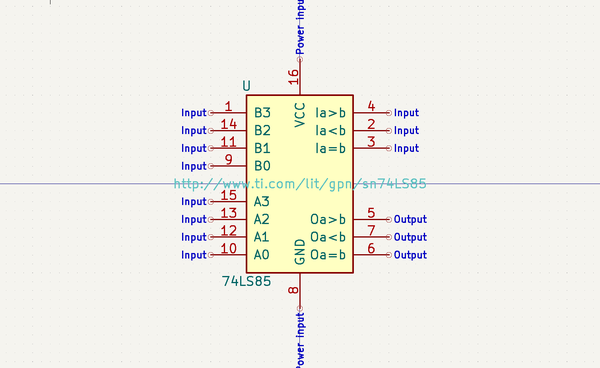 Power input
16
U
VCC
Input 1 B3 Ia>b 4 Input
Input 14 B2 Ia<b 2 Input
Input 11 B1 Ia=b 3 Input
Input 9 B0
http://www.ti.com/lit/gpn/sn74LS85
Input 15 A3
Input 13 A2 Oa>b 5 Output
Input 12 A1 Oa<b 7 Output
Input 10 A0 Oa=b 6 Output
GND
74LS85
8
Power input